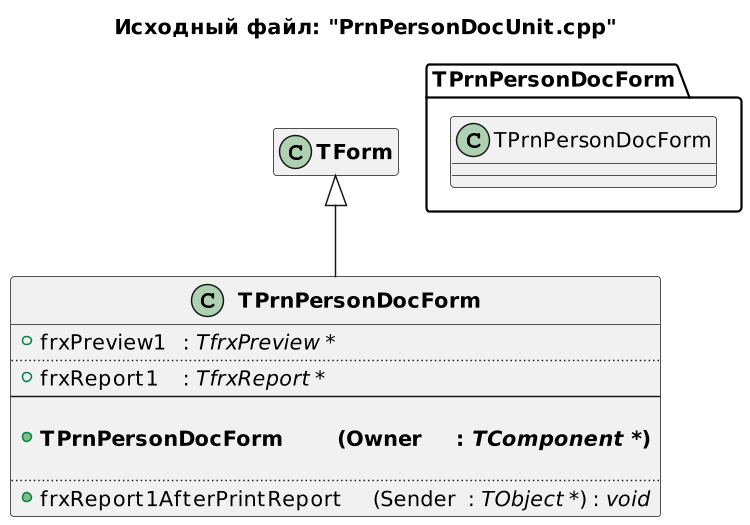 Исходный файл: "PrnPersonDocUnit.cpp"
TPrnPersonDocForm
C TPrnPersonDocForm
C TForm
C TPrnPersonDocForm
frxPreview1 : TfrxPreview *
frxReport1 : TfrxReport *
TPrnPersonDocForm (Owner : TComponent *)
frxReport1AfterPrintReport (Sender : TObject *) : void